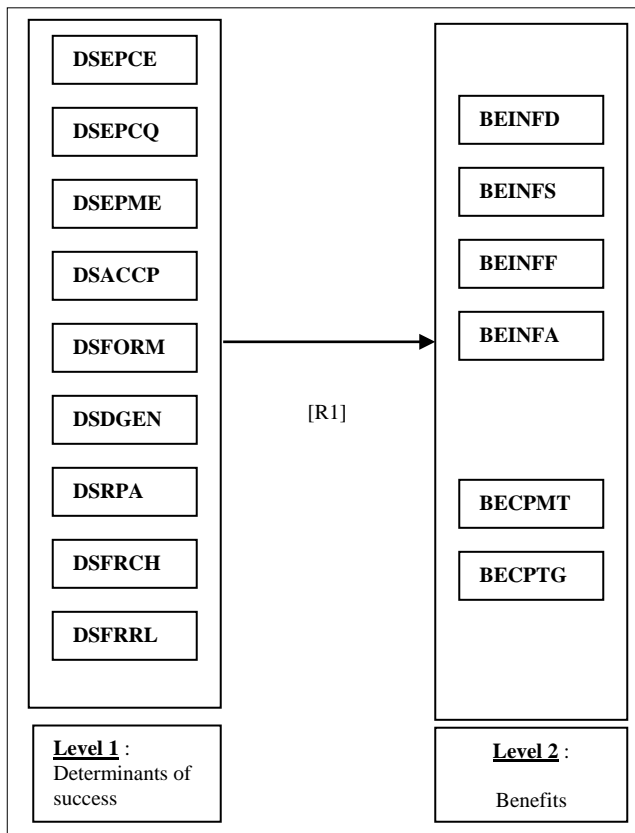 DSEPCE
DSEPCQ
DSEPME
DSACCP
DSFORM
DSDGEN
DSRPA
DSFRCH
DSFRRL
[R1]
BEINFD
BEINFS
BEINFF
BEINFA
BECPMT
BECPTG
Level 1 :
Determinants of
success
Level 2 :
Benefits